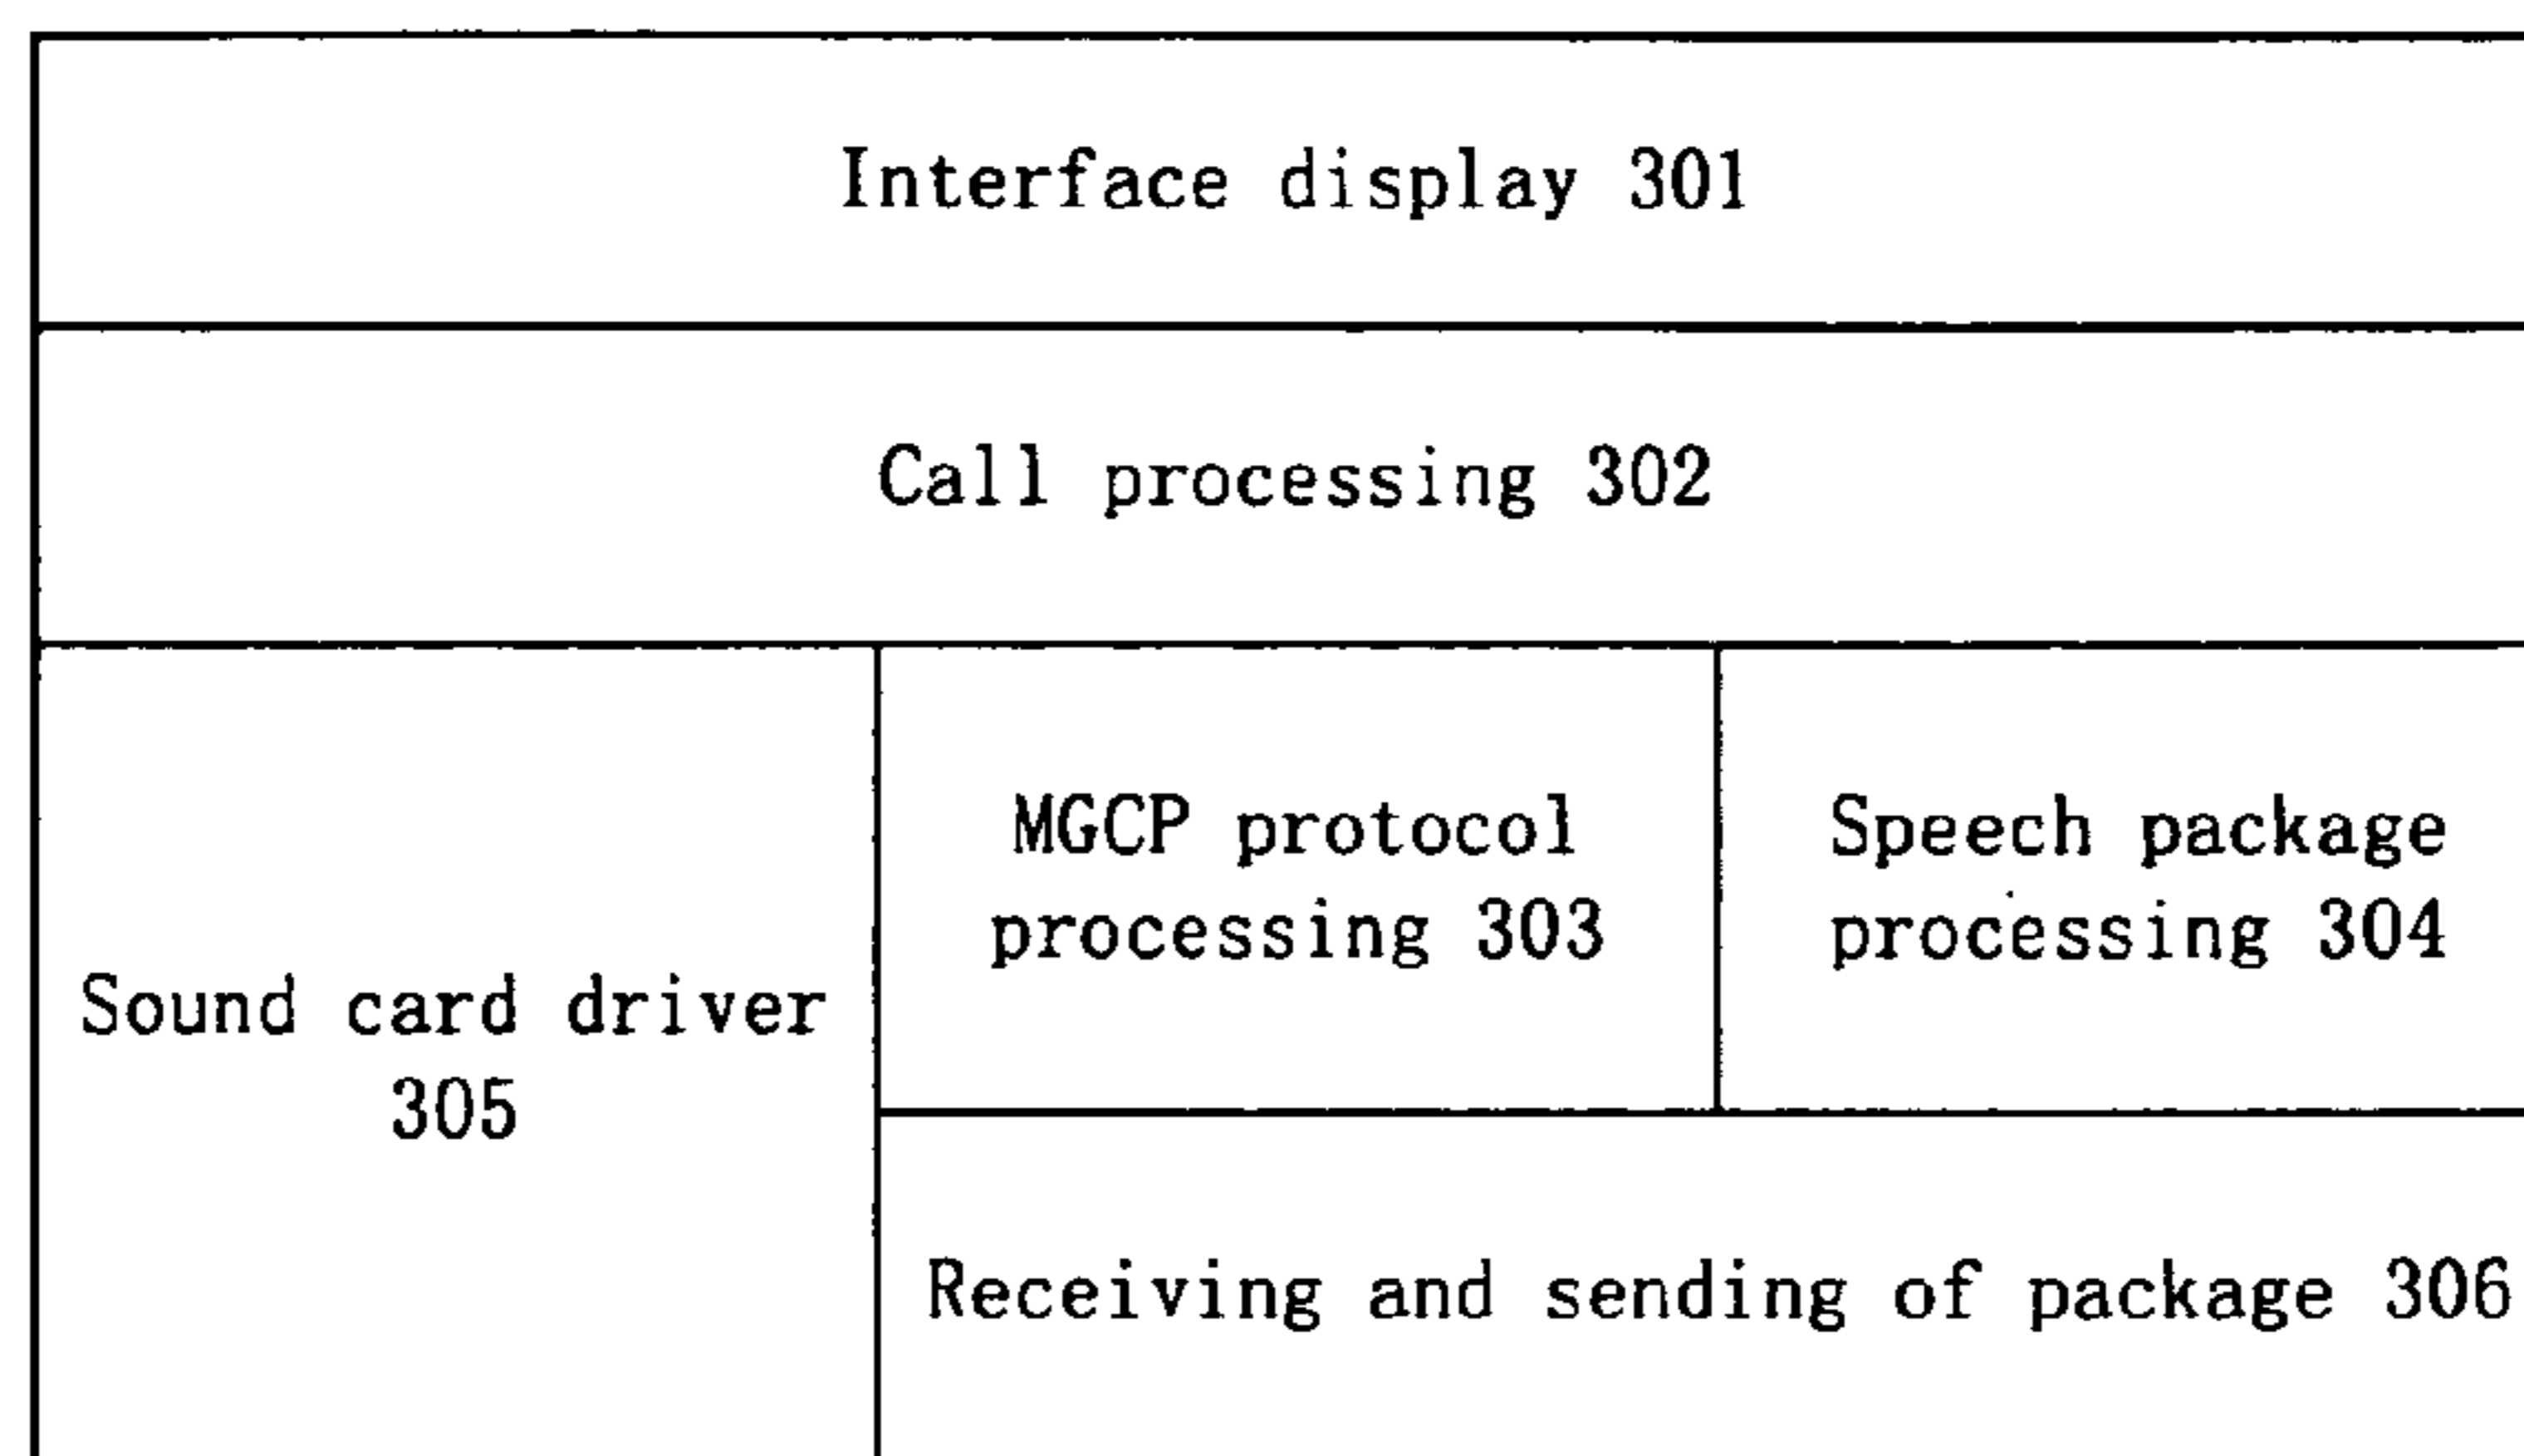 Interface display 301
Call processing 302
Sound card driver
305
MGCP protocol
processing 303
Speech package
processing 304
Receiving and sending of package 306